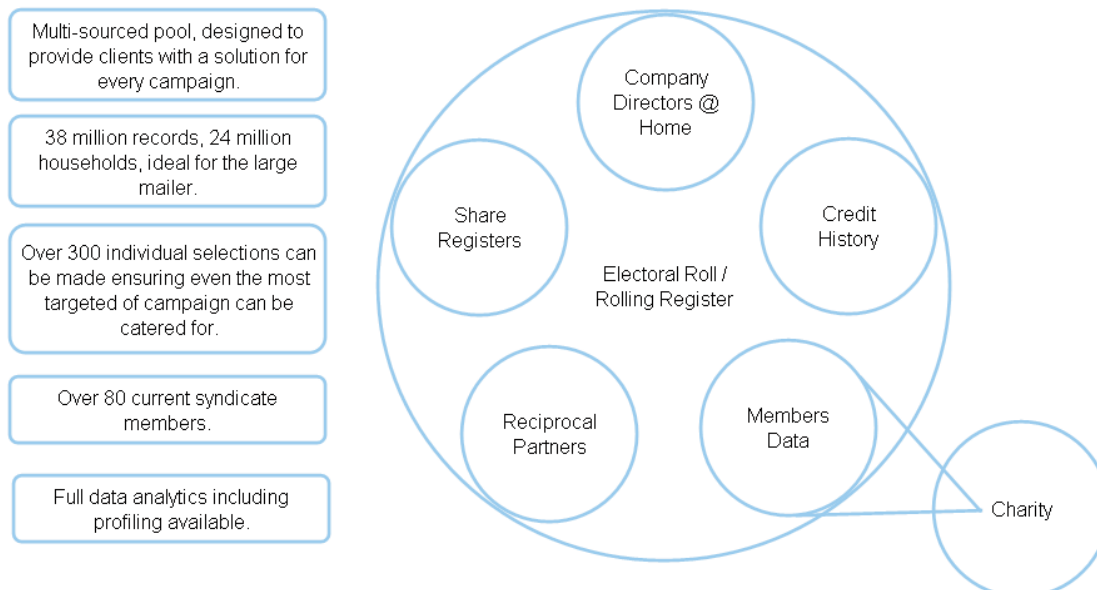 Multi-sourced pool, designed to
provide clients with a solution for
every campaign.
38 million records, 24 million
households, ideal for the large
mailer.
Over 300 individual selections can
be made ensuring even the most
targeted of campaign can be
catered for.
Over 80 current syndicate
members.
Full data analytics including
profiling available.
Company
Directors @
Home
Share
Registers
Credit
History
Electoral Roll /
Rolling Register
Reciprocal
Partners
Members
Data
Charity